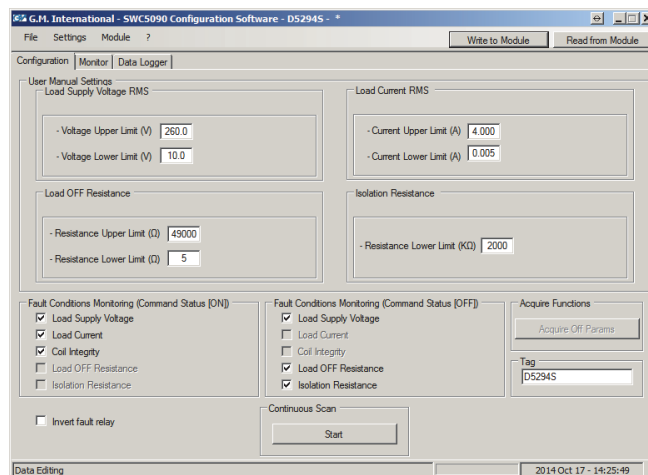 G.M. International - SWC5090 Configuration Software - D5294S - *
File Settings Module ?
Write to Module Read from Module
Configuration Monitor Data Logger
User Manual Settings
Load Supply Voltage RMS
- Voltage Upper Limit (V) 260.0
- Voltage Lower Limit (V) 10.0
Load Current RMS
- Current Upper Limit (A) 4.000
- Current Lower Limit (A) 0.005
Load OFF Resistance
- Resistance Upper Limit (Ω) 49000
- Resistance Lower Limit (Ω) 5
Isolation Resistance
- Resistance Lower Limit (KΩ) 2000
Fault Conditions Monitoring (Command Status [ON])
Load Supply Voltage
Load Current
Coil Integrity
Load OFF Resistance
Isolation Resistance
Fault Conditions Monitoring (Command Status [OFF])
Load Supply Voltage
Load Current
Coil Integrity
Load OFF Resistance
Isolation Resistance
Acquire Functions
Acquire Off Params
Tag
D5294S
Invert fault relay
Continuous Scan
Start
Data Editing 2014 Oct 17 - 14:25:49